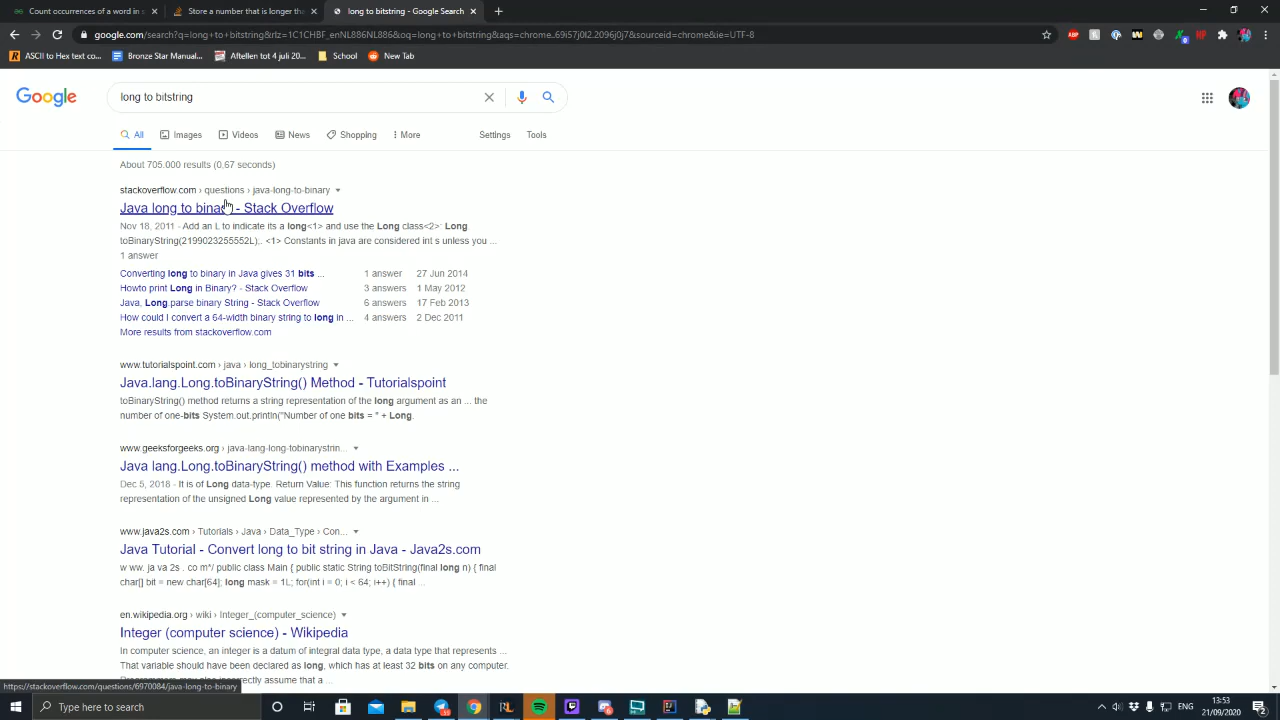 Count occurrences of a word in s
Store a number that is longer the
long to bitstring - Google Search
google.com/search?q=long+to+bitstring&rlz=1C1CHBF_enNL886NL886&oq=long+to+bitstring&aqs=chrome..69i57j0l2.2096j0j7&sourceid=chrome&ie=UTF-8
ASCII to Hex text co...
Bronze Star Manual...
Aftellen tot 4 juli 20...
School
New Tab
Google
long to bitstring
All
Images
Videos
News
Shopping
More
Settings
Tools
About 705.000 results (0,67 seconds)
stackoverflow.com › questions › java-long-to-binary
Java long to binary - Stack Overflow
Nov 18, 2011 - Add an L to indicate its a long<1> and use the Long class<2>: Long
toBinaryString(2199023255552L);. <1> Constants in java are considered int s unless you ...
1 answer
Converting long to binary in Java gives 31 bits ... 1 answer 27 Jun 2014
Howto print Long in Binary? - Stack Overflow 3 answers 1 May 2012
Java, Long.parse binary String - Stack Overflow 6 answers 17 Feb 2013
How could I convert a 64-width binary string to long in ... 4 answers 2 Dec 2011
More results from stackoverflow.com
www.tutorialspoint.com › java › long_tobinarystring
Java.lang.Long.toBinaryString() Method - Tutorialspoint
toBinaryString() method returns a string representation of the long argument as an ... the
number of one-bits System.out.println("Number of one bits = " + Long.
www.geeksforgeeks.org › java-lang-long-tobinarystrin...
Java lang.Long.toBinaryString() method with Examples ...
Dec 5, 2018 - It is of Long data-type. Return Value: This function returns the string
representation of the unsigned Long value represented by the argument in ...
www.java2s.com › Tutorials › Java › Data_Type › Con...
Java Tutorial - Convert long to bit string in Java - Java2s.com
w ww. ja va 2s . co m*/ public class Main { public static String toBitString(final long n) { final
char[] bit = new char[64]; long mask = 1L; for(int i = 0; i < 64; i++) { final ...
en.wikipedia.org › wiki › Integer_(computer_science)
Integer (computer science) - Wikipedia
In computer science, an integer is a datum of integral data type, a data type that represents ...
That variable should have been declared as long, which has at least 32 bits on any computer.
Programmers may also incorrectly assume that a ...
https://stackoverflow.com/questions/6970084/java-long-to-binary
Type here to search
ENG
13:53
21/09/2020